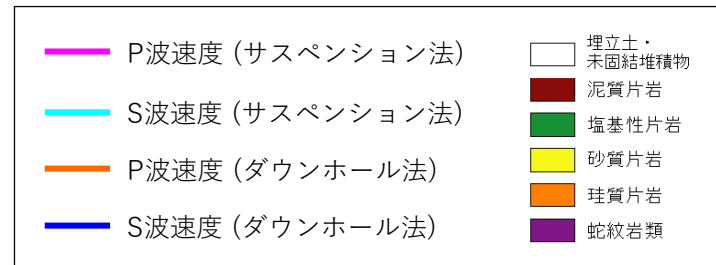 P波速度 (サスペンション法)
S波速度 (サスペンション法)
P波速度 (ダウンホール法)
S波速度 (ダウンホール法)
埋立土・
未固結堆積物
泥質片岩
塩基性片岩
砂質片岩
珪質片岩
蛇紋岩類